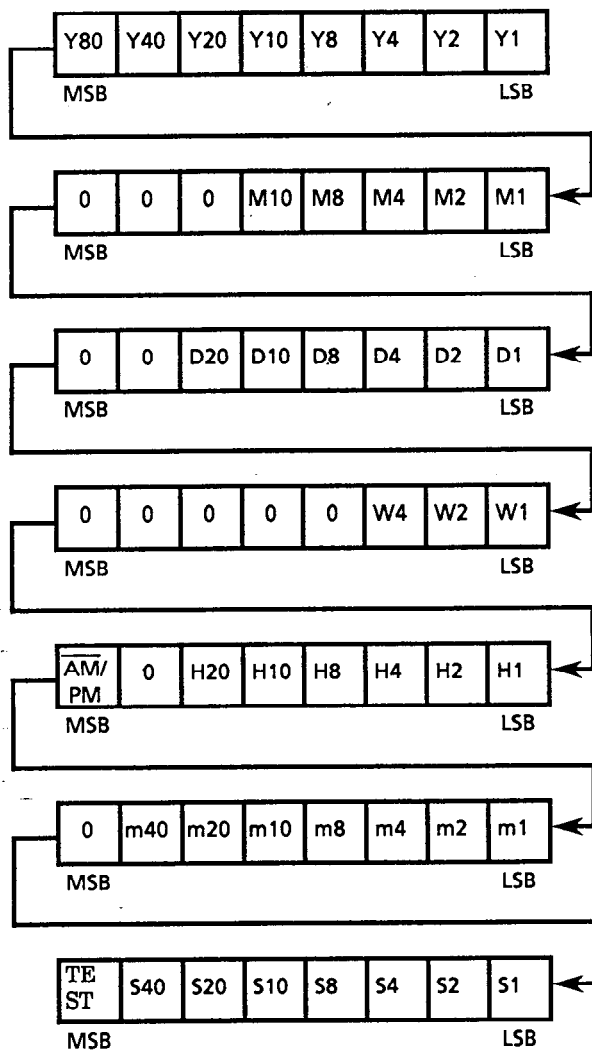 Y80 Y40 Y20 Y10 Y8 Y4 Y2 Y1
MSB LSB
0 0 0 M10 M8 M4 M2 M1
MSB LSB
0 0 D20 D10 D8 D4 D2 D1
MSB LSB
0 0 0 0 0 W4 W2 W1
MSB LSB
AM/
PM 0 H20 H10 H8 H4 H2 H1
MSB LSB
0 m40 m20 m10 m8 m4 m2 m1
MSB LSB
TE
ST S40 S20 S10 S8 S4 S2 S1
MSB LSB